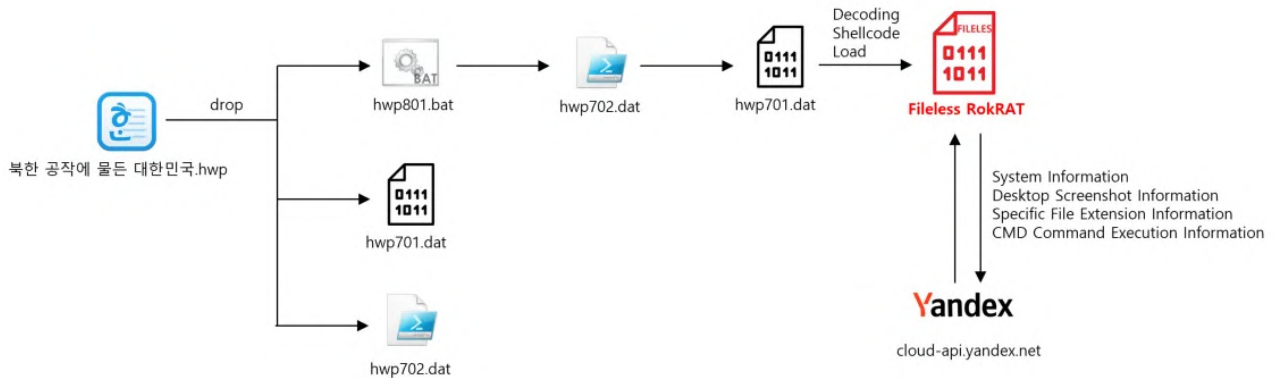 Decoding
Shellcode
Load
FILELES
0111
1011
0111
1011
BAT
drop
hwp801.bat
hwp702.dat
hwp701.dat
Fileless RokRAT
북한 공작에 물든 대한민국.hwp
0111
1011
hwp701.dat
System Information
Desktop Screenshot Information
Specific File Extension Information
CMD Command Execution Information
Yandex
cloud-api.yandex.net
hwp702.dat